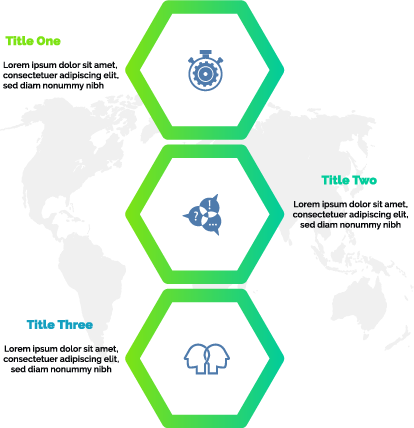 Title One
Lorem ipsum dolor sit amet,
consectetuer adipiscing elit,
sed diam nonummy nibh
Title Two
Lorem ipsum dolor sit amet,
consectetuer adipiscing elit,
sed diam nonummy nibh
Title Three
Lorem ipsum dolor sit amet,
consectetuer adipiscing elit,
sed diam nonummy nibh